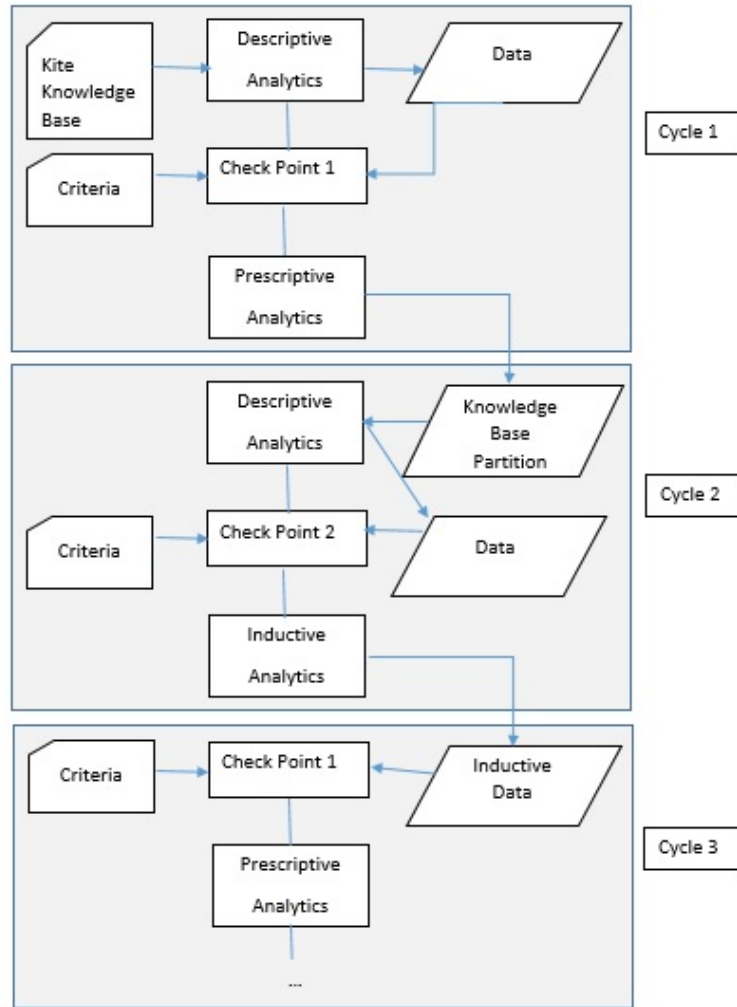 Kite
Knowledge
Base
Descriptive
Analytics
Data
Criteria
Check Point 1
Prescriptive
Analytics
Cycle 1
Descriptive
Analytics
Knowledge
Base
Partition
Criteria
Check Point 2
Data
Inductive
Analytics
Cycle 2
Criteria
Check Point 1
Inductive
Data
Prescriptive
Analytics
...
Cycle 3